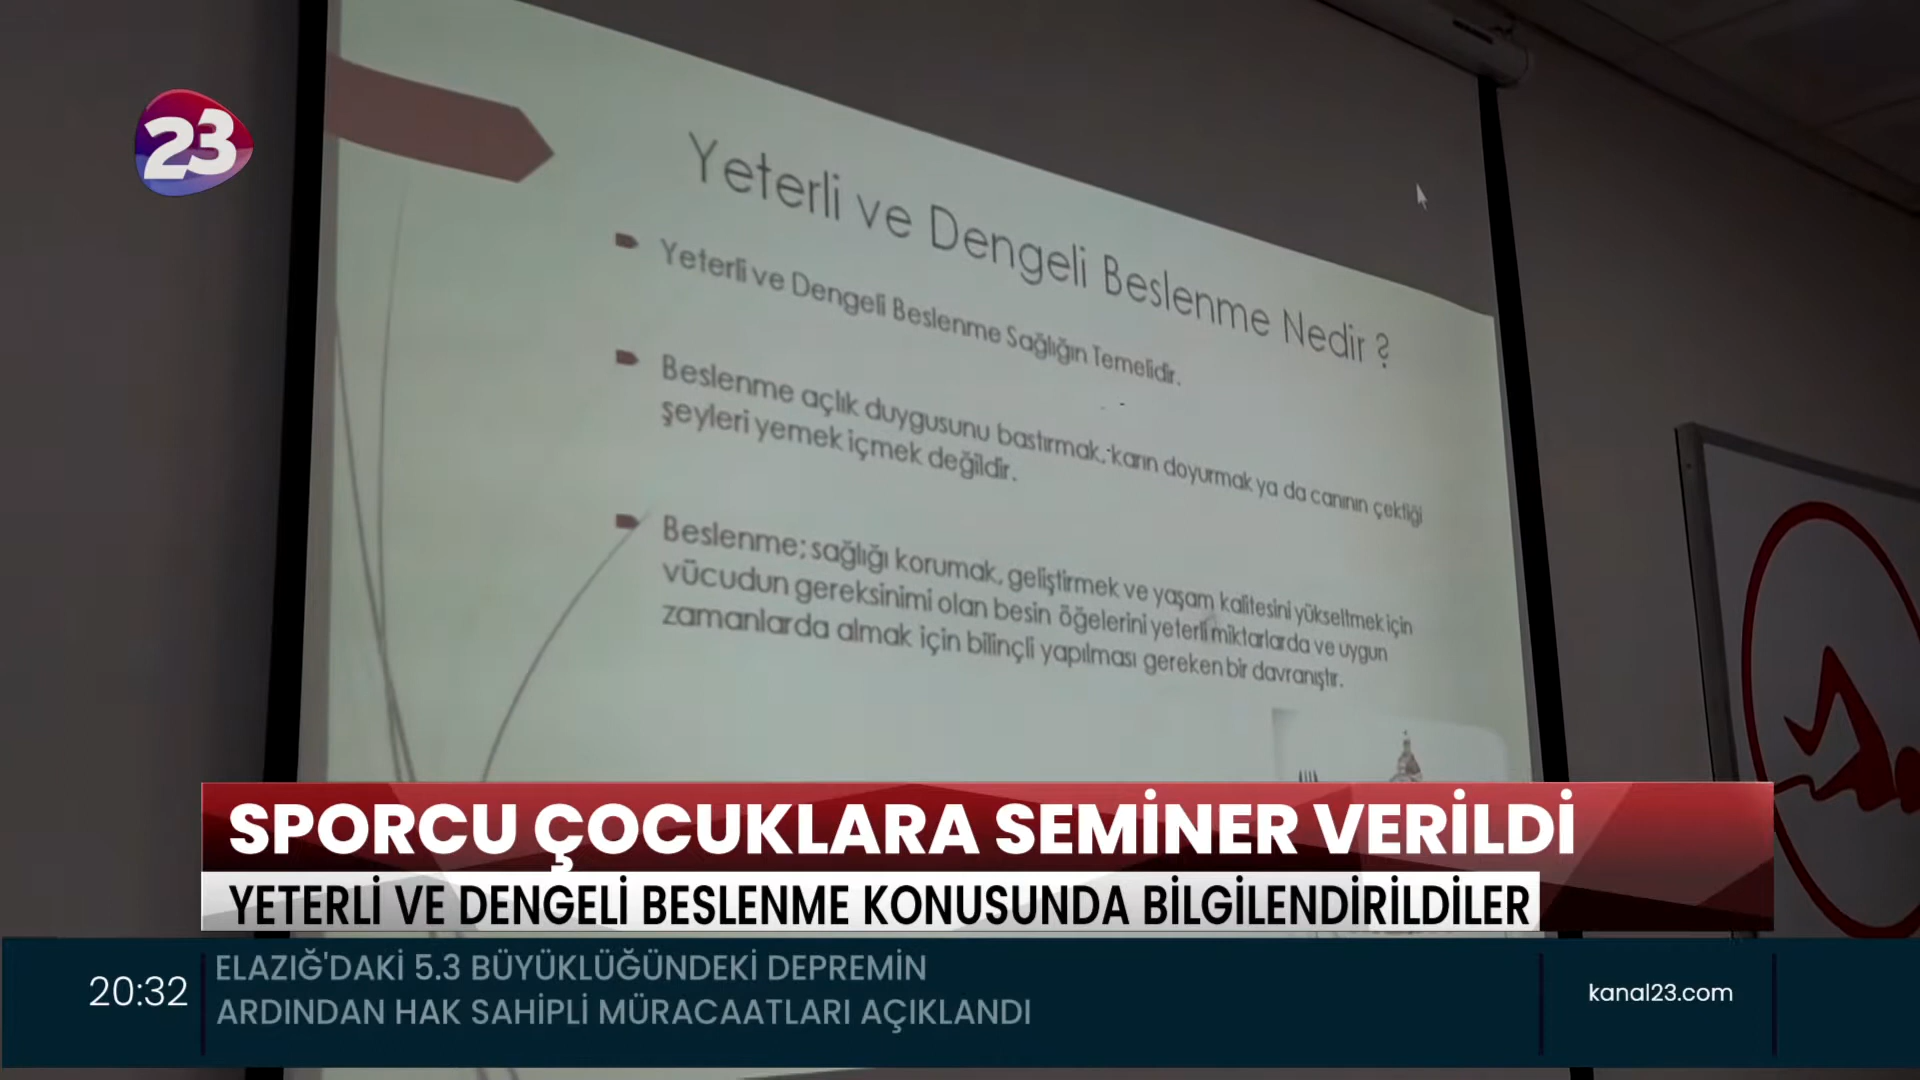 23
Yeterli ve Dengeli Beslenme Nedir ?
Yeterli ve Dengeli Beslenme Sağlığın Temelidir.
Beslenme açlık duygusunu bastırmak, karın doyurmak ya da canının çektiği
şeyleri yemek içmek değildir.
Beslenme; sağlığı korumak, geliştirmek ve yaşam kalitesini yükseltmek için
vücudun gereksinimi olan besin öğelerini yeterli miktarlarda ve uygun
zamanlarda almak için bilinçli yapılması gereken bir davranıştır.
SPORCU ÇOCUKLARA SEMİNER VERİLDİ
YETERLİ VE DENGELİ BESLENME KONUSUNDA BİLGİLENDİRİLDİLER
20:32
ELAZIĞ'DAKİ 5.3 BÜYÜKLÜĞÜNDEKİ DEPREMİN
ARDINDAN HAK SAHİPLİ MÜRACAATLARI AÇIKLANDI
kanal23.com